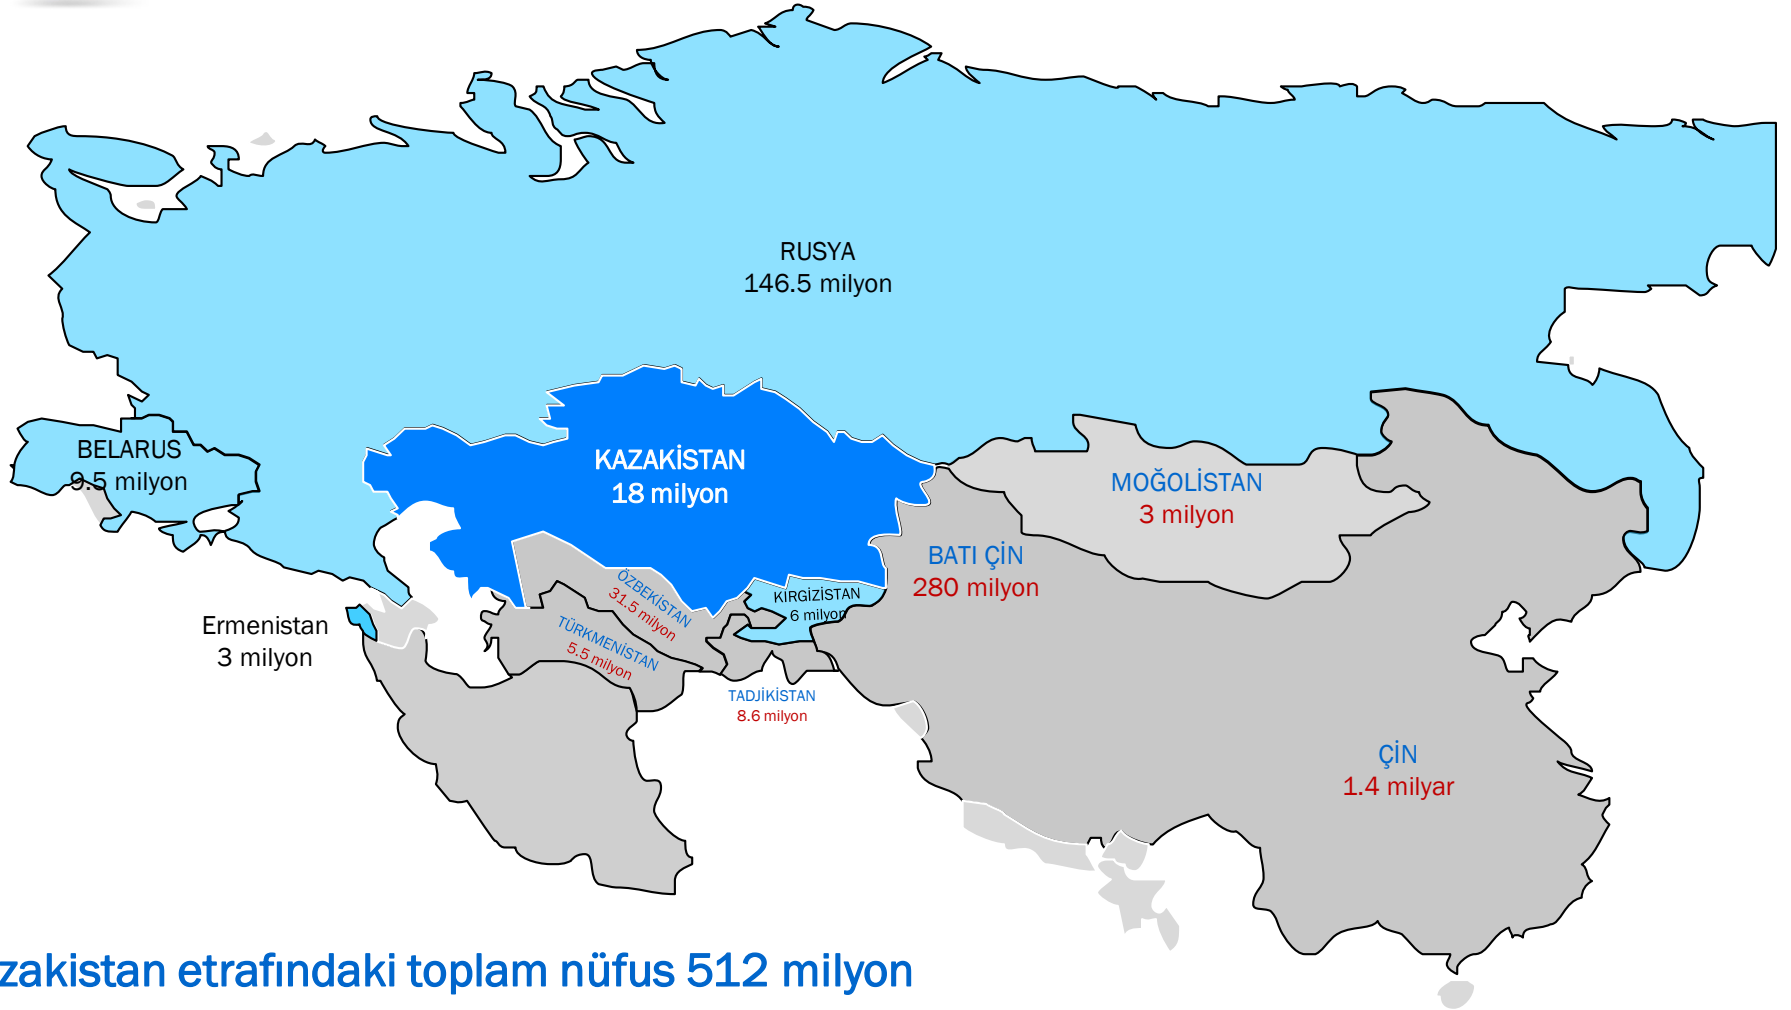 RUSYA
146.5 milyon
BELARUS
9.5 milyon
KAZAKİSTAN
18 milyon
MOĞOLİSTAN
3 milyon
BATI ÇİN
280 milyon
ÖZBEKİSTAN
31.5 milyon
KIRGIZİSTAN
6 milyon
Ermenistan
3 milyon
TÜRKMENİSTAN
5.5 milyon
TADJİKİSTAN
8.6 milyon
ÇİN
1.4 milyar
zakistan etrafındaki toplam nüfus 512 milyon